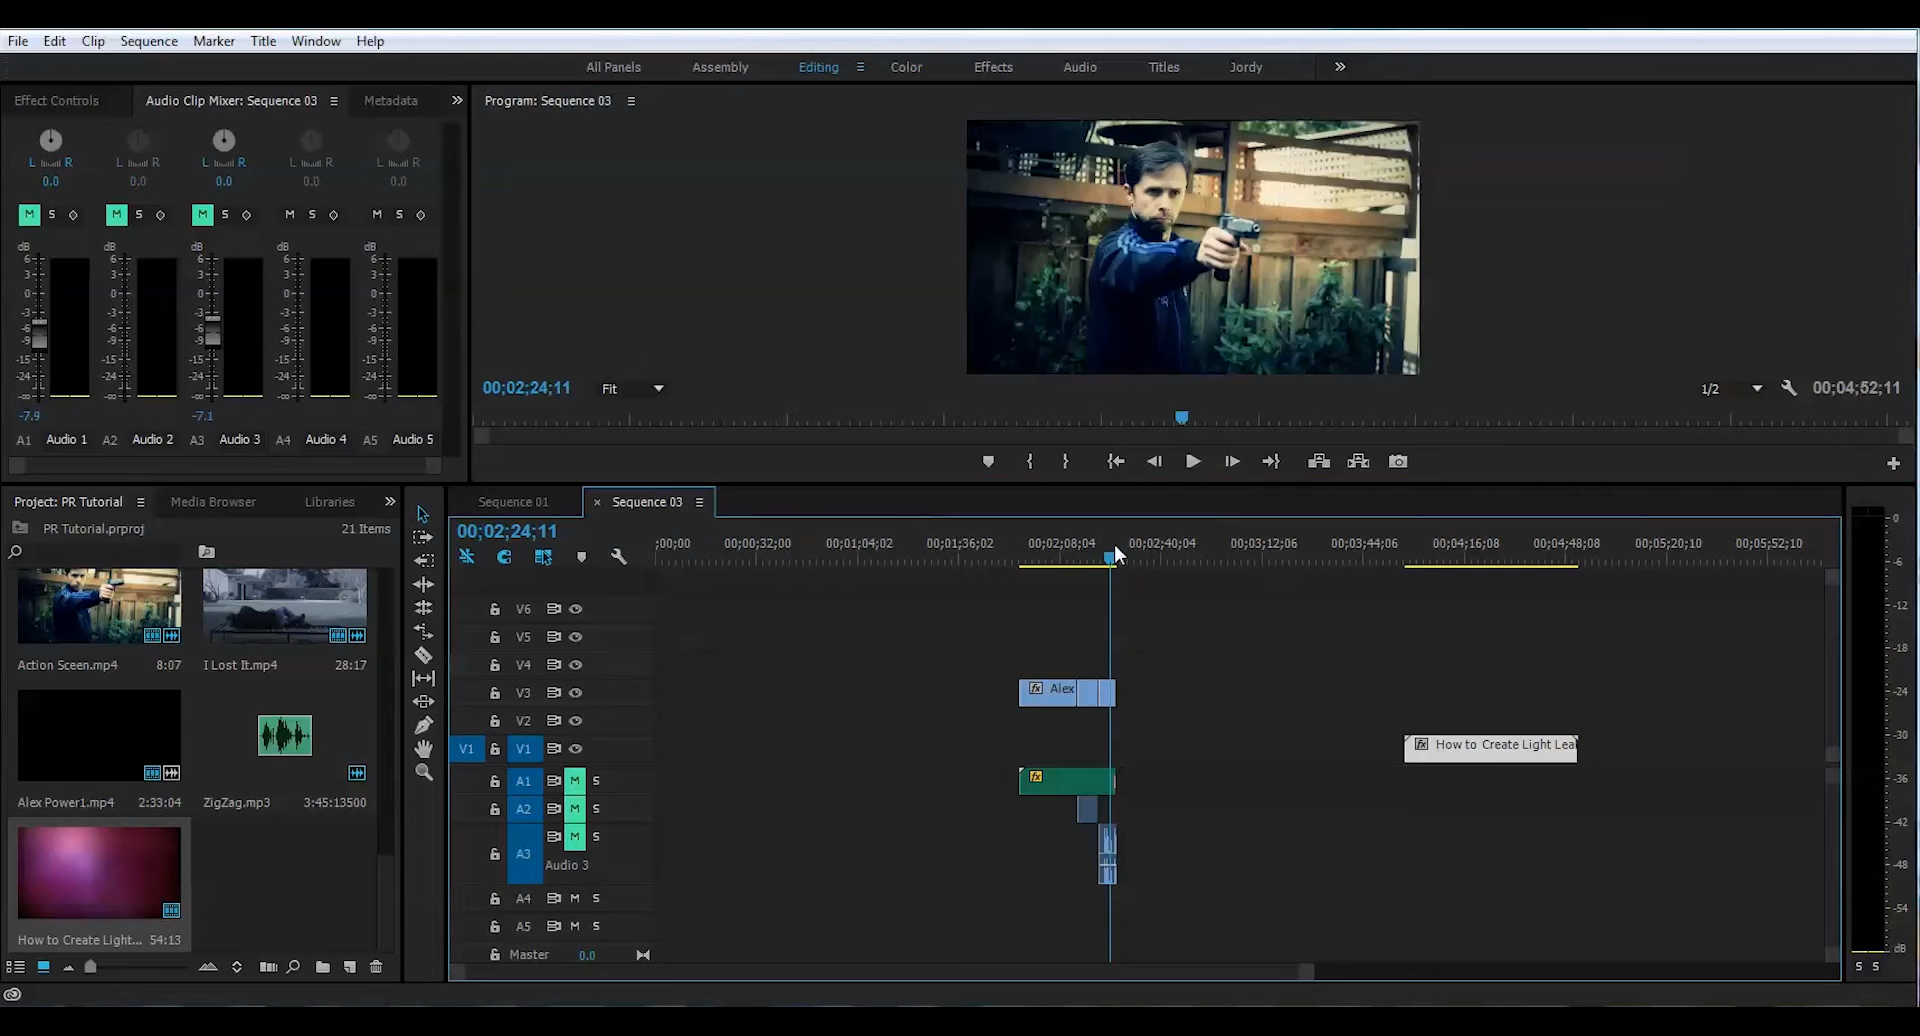 File Edit Clip Sequence Marker Title Window Help
All Panels Assembly Editing Color Effects Audio Titles Jordy
Effect Controls Audio Clip Mixer: Sequence 03 Metadata
Program: Sequence 03
L R L R L R L R L R
0.0 0.0 0.0 0.0 0.0
M S M S M S M S M S
dB dB dB dB dB
6 6 6 6 6
3 3 3 3 3
0 0 0 0 0
-3 -3 -3 -3 -3
-6 -6 -6 -6 -6
-9 -9 -9 -9 -9
-15 -15 -15 -15 -15
-24 -24 -24 -24 -24
-∞ -∞ -∞ -∞ -∞
-7.9 -7.1
A1 Audio 1 A2 Audio 2 A3 Audio 3 A4 Audio 4 A5 Audio 5
00;02;24;11 Fit 1/2 00;04;52;11
Project: PR Tutorial Media Browser Libraries
PR Tutorial.prproj 21 Items
Action Sceen.mp4 8:07 I Lost It.mp4 28:17
Alex Power1.mp4 2:33:04 ZigZag.mp3 3:45:13500
How to Create Light... 54:13
Sequence 01 Sequence 03
00;02;24;11
;00;00 00;00;32;00 00;01;04;02 00;01;36;02 00;02;08;04 00;02;40;04 00;03;12;06 00;03;44;06 00;04;16;08 00;04;48;08 00;05;20;10 00;05;52;10
V6
V5
V4
V3 fx Alex
V2
V1 V1 fx How to Create Light Lea
A1 M S fx
A2 M S
A3 M S
Audio 3
A4 M S
A5 M S
Master 0.0
0
-6
-12
-18
-24
-30
-36
-42
-48
-54
dB
S S